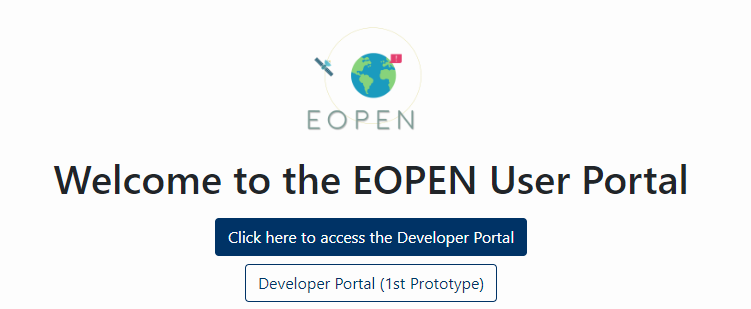 EOPEN
Welcome to the EOPEN User Portal
Click here to access the Developer Portal
Developer Portal (1st Prototype)